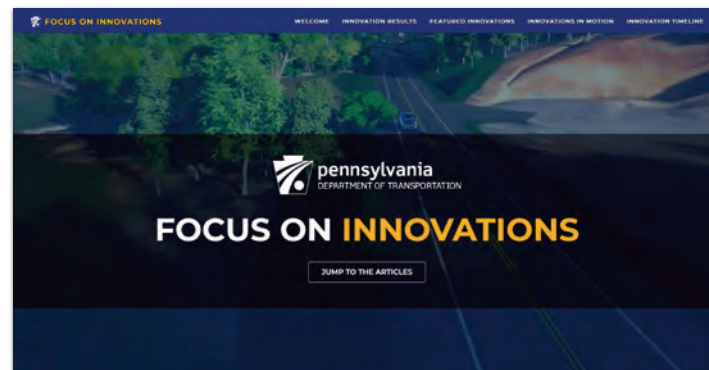 FOCUS ON INNOVATIONS
WELCOME INNOVATION RESULTS FEATURED INNOVATIONS INNOVATIONS IN MOTION INNOVATION TIMELINE
pennsylvania
DEPARTMENT OF TRANSPORTATION
FOCUS ON INNOVATIONS
JUMP TO THE ARTICLES